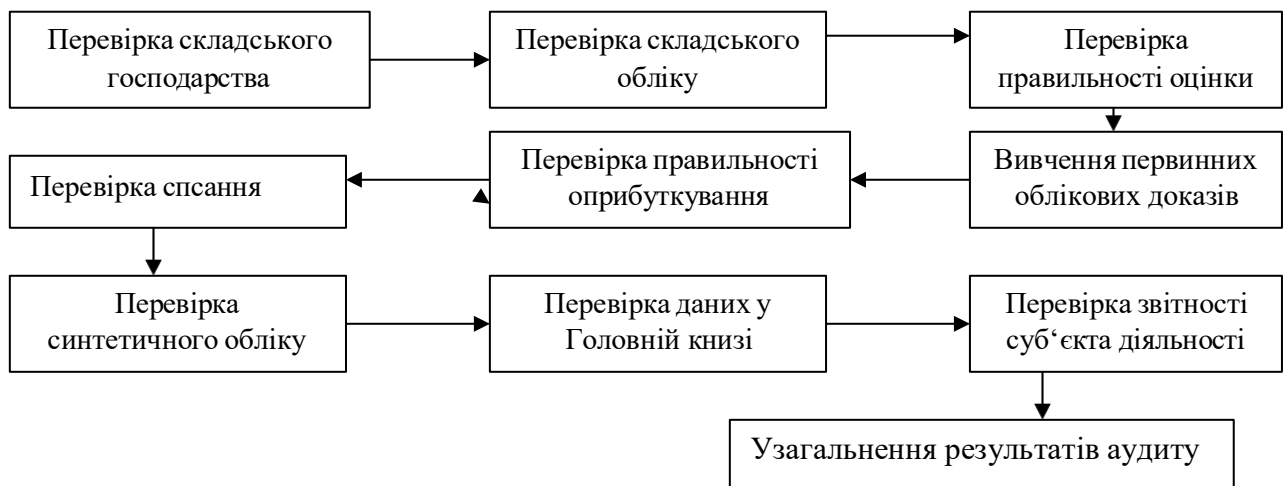 Перевірка складського
господарства
Перевірка складського
обліку
Перевірка
правильності оцінки
Вивчення первинних
облікових доказів
Перевірка правильності
оприбуткування
Перевірка спсання
Перевірка
синтетичного обліку
Перевірка даних у
Головній книзі
Перевірка звітності
суб‘єкта діяльності
Узагальнення результатів аудиту